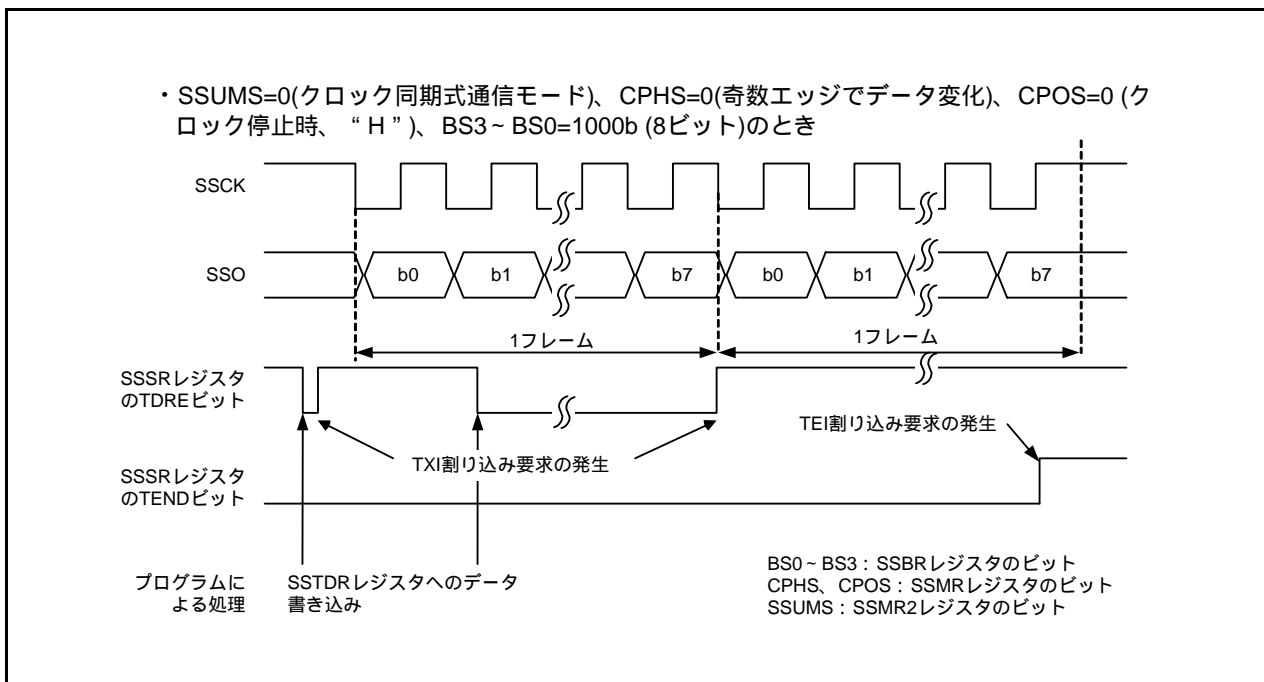 ・SSUMS=0(クロック同期式通信モード)、CPHS=0(奇数エッジでデータ変化)、CPOS=0 (ク
ロック停止時、“H”)、BS3~BS0=1000b (8ビット)のとき
SSCK
SSO
b0
b1
b7
b0
b1
b7
1フレーム
1フレーム
SSSRレジスタ
のTDREビット
TEI割り込み要求の発生
TXI割り込み要求の発生
SSSRレジスタ
のTENDビット
プログラムに
よる処理
SSTDRレジスタへのデータ
書き込み
BS0~BS3:SSBRレジスタのビット
CPHS、CPOS:SSMRレジスタのビット
SSUMS:SSMR2レジスタのビット